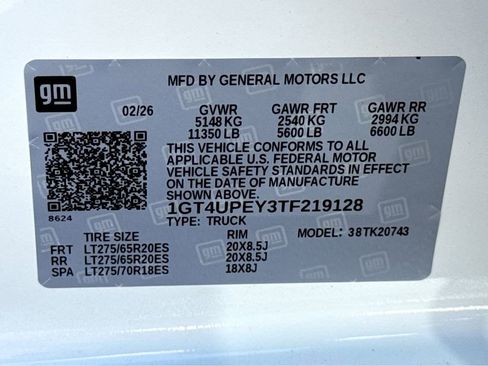 gm
MFD BY GENERAL MOTORS LLC
02/26 GVWR GAWR FRT GAWR RR
5148 KG 2540 KG 2994 KG
11350 LB 5600 LB 6600 LB
THIS VEHICLE CONFORMS TO ALL
APPLICABLE U.S. FEDERAL MOTOR
VEHICLE SAFETY STANDARDS IN EFFECT
ON THE DATE OF MANUFACTURE
SHOWN ABOVE.
8624 1GT4UPEY3TF219128
TYPE: TRUCK MODEL: 38TK20743
TIRE SIZE RIM
FRT LT275/65R20ES 20X8.5J
RR LT275/65R20ES 20X8.5J
SPA LT275/70R18ES 18X8J